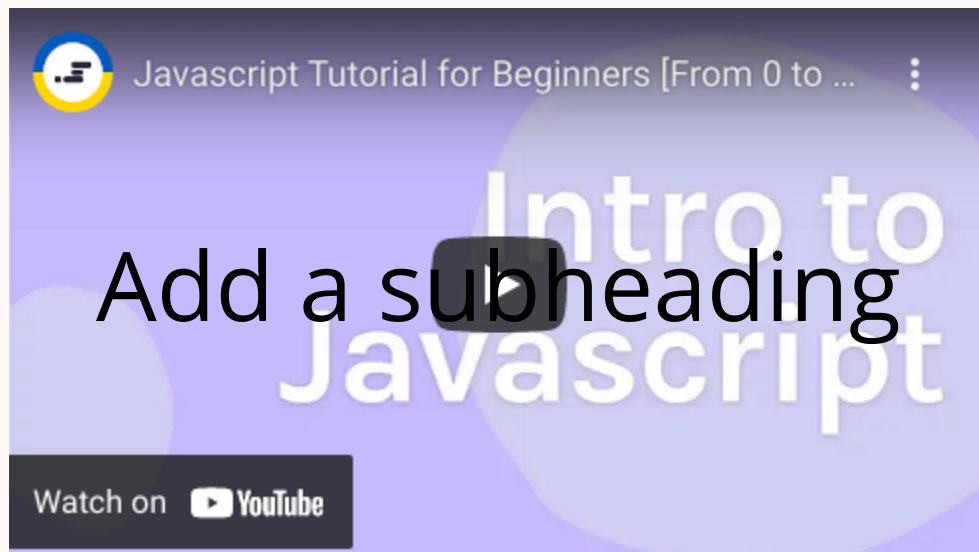 Javascript Tutorial for Beginners [From 0 to ...
Intro to
Add a subheading
Javascript
Watch on YouTube